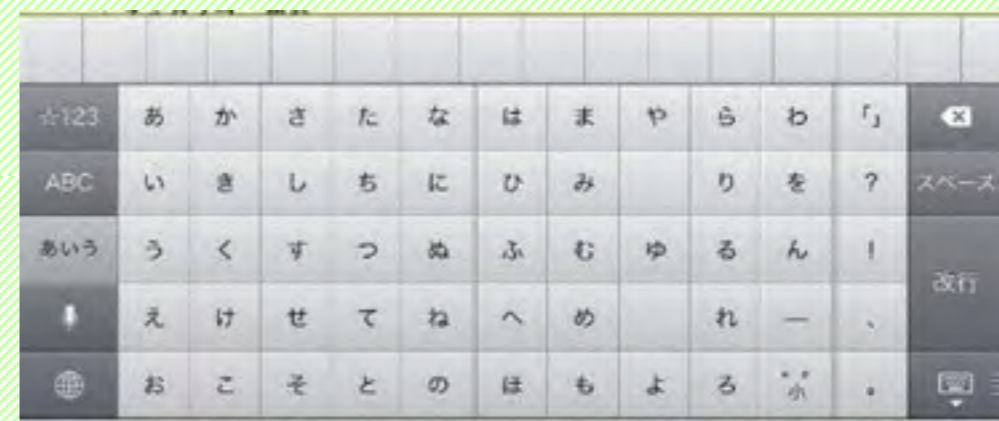 ☆123 あ か さ た な は ま や ら わ 「」
ABC い き し ち に ひ み り を ? スペース
あいう う く す つ ぬ ふ む ゆ る ん !
改行
え け せ て ね へ め れ ー 、
お こ そ と の ほ も よ ろ ゛゜小 。